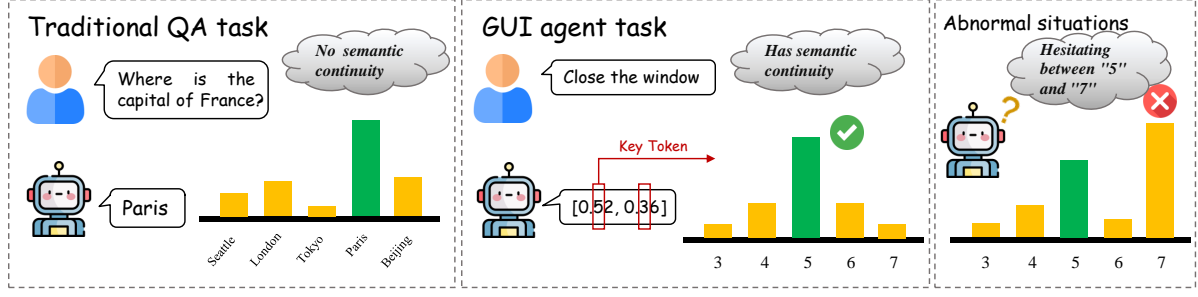 Traditional QA task
No semantic
continuity
Where is the
capital of France?
Paris
Seattle
London
Tokyo
Paris
Beijing
GUI agent task
Has semantic
continuity
Close the window
Key Token
[0.52, 0.36]
3 4 5 6 7
Abnormal situations
Hesitating
between "5"
and "7"
?
3 4 5 6 7